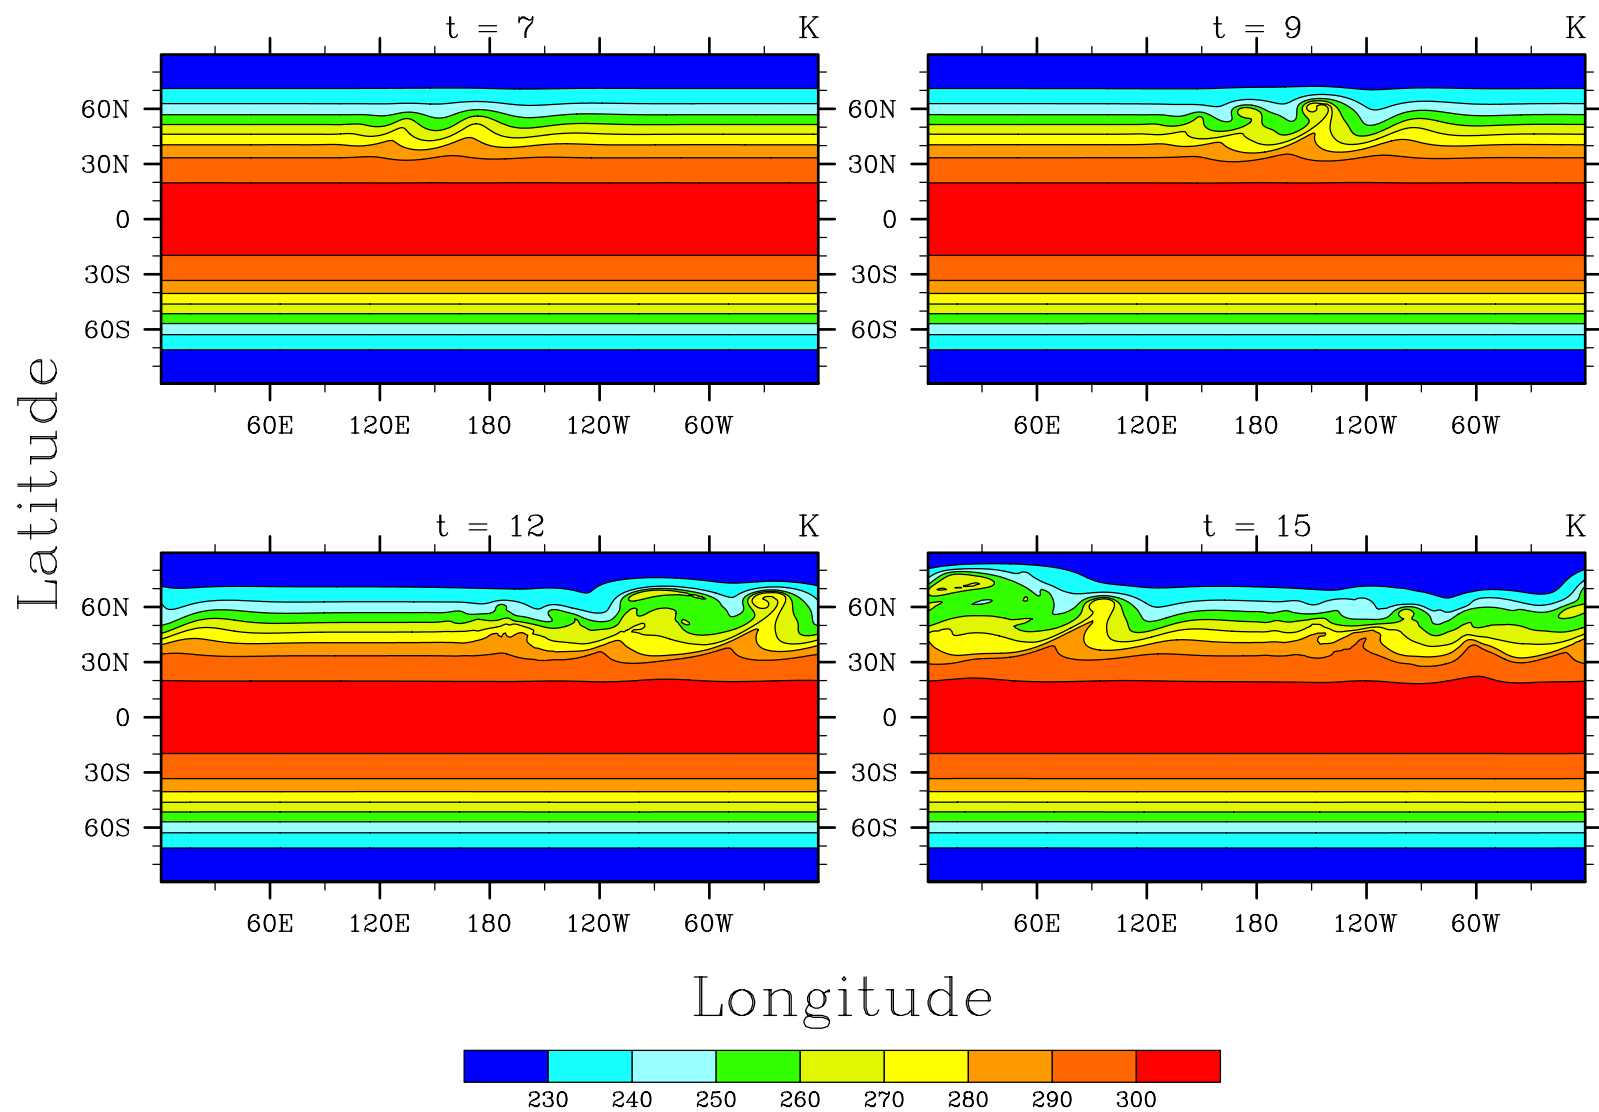 t = 7 K t = 9 K
60N 60N
30N 30N
0 0
30S 30S
60S 60S
60E 120E 180 120W 60W 60E 120E 180 120W 60W
Latitude
t = 12 K t = 15 K
60N 60N
30N 30N
0 0
30S 30S
60S 60S
60E 120E 180 120W 60W 60E 120E 180 120W 60W
Longitude
230 240 250 260 270 280 290 300